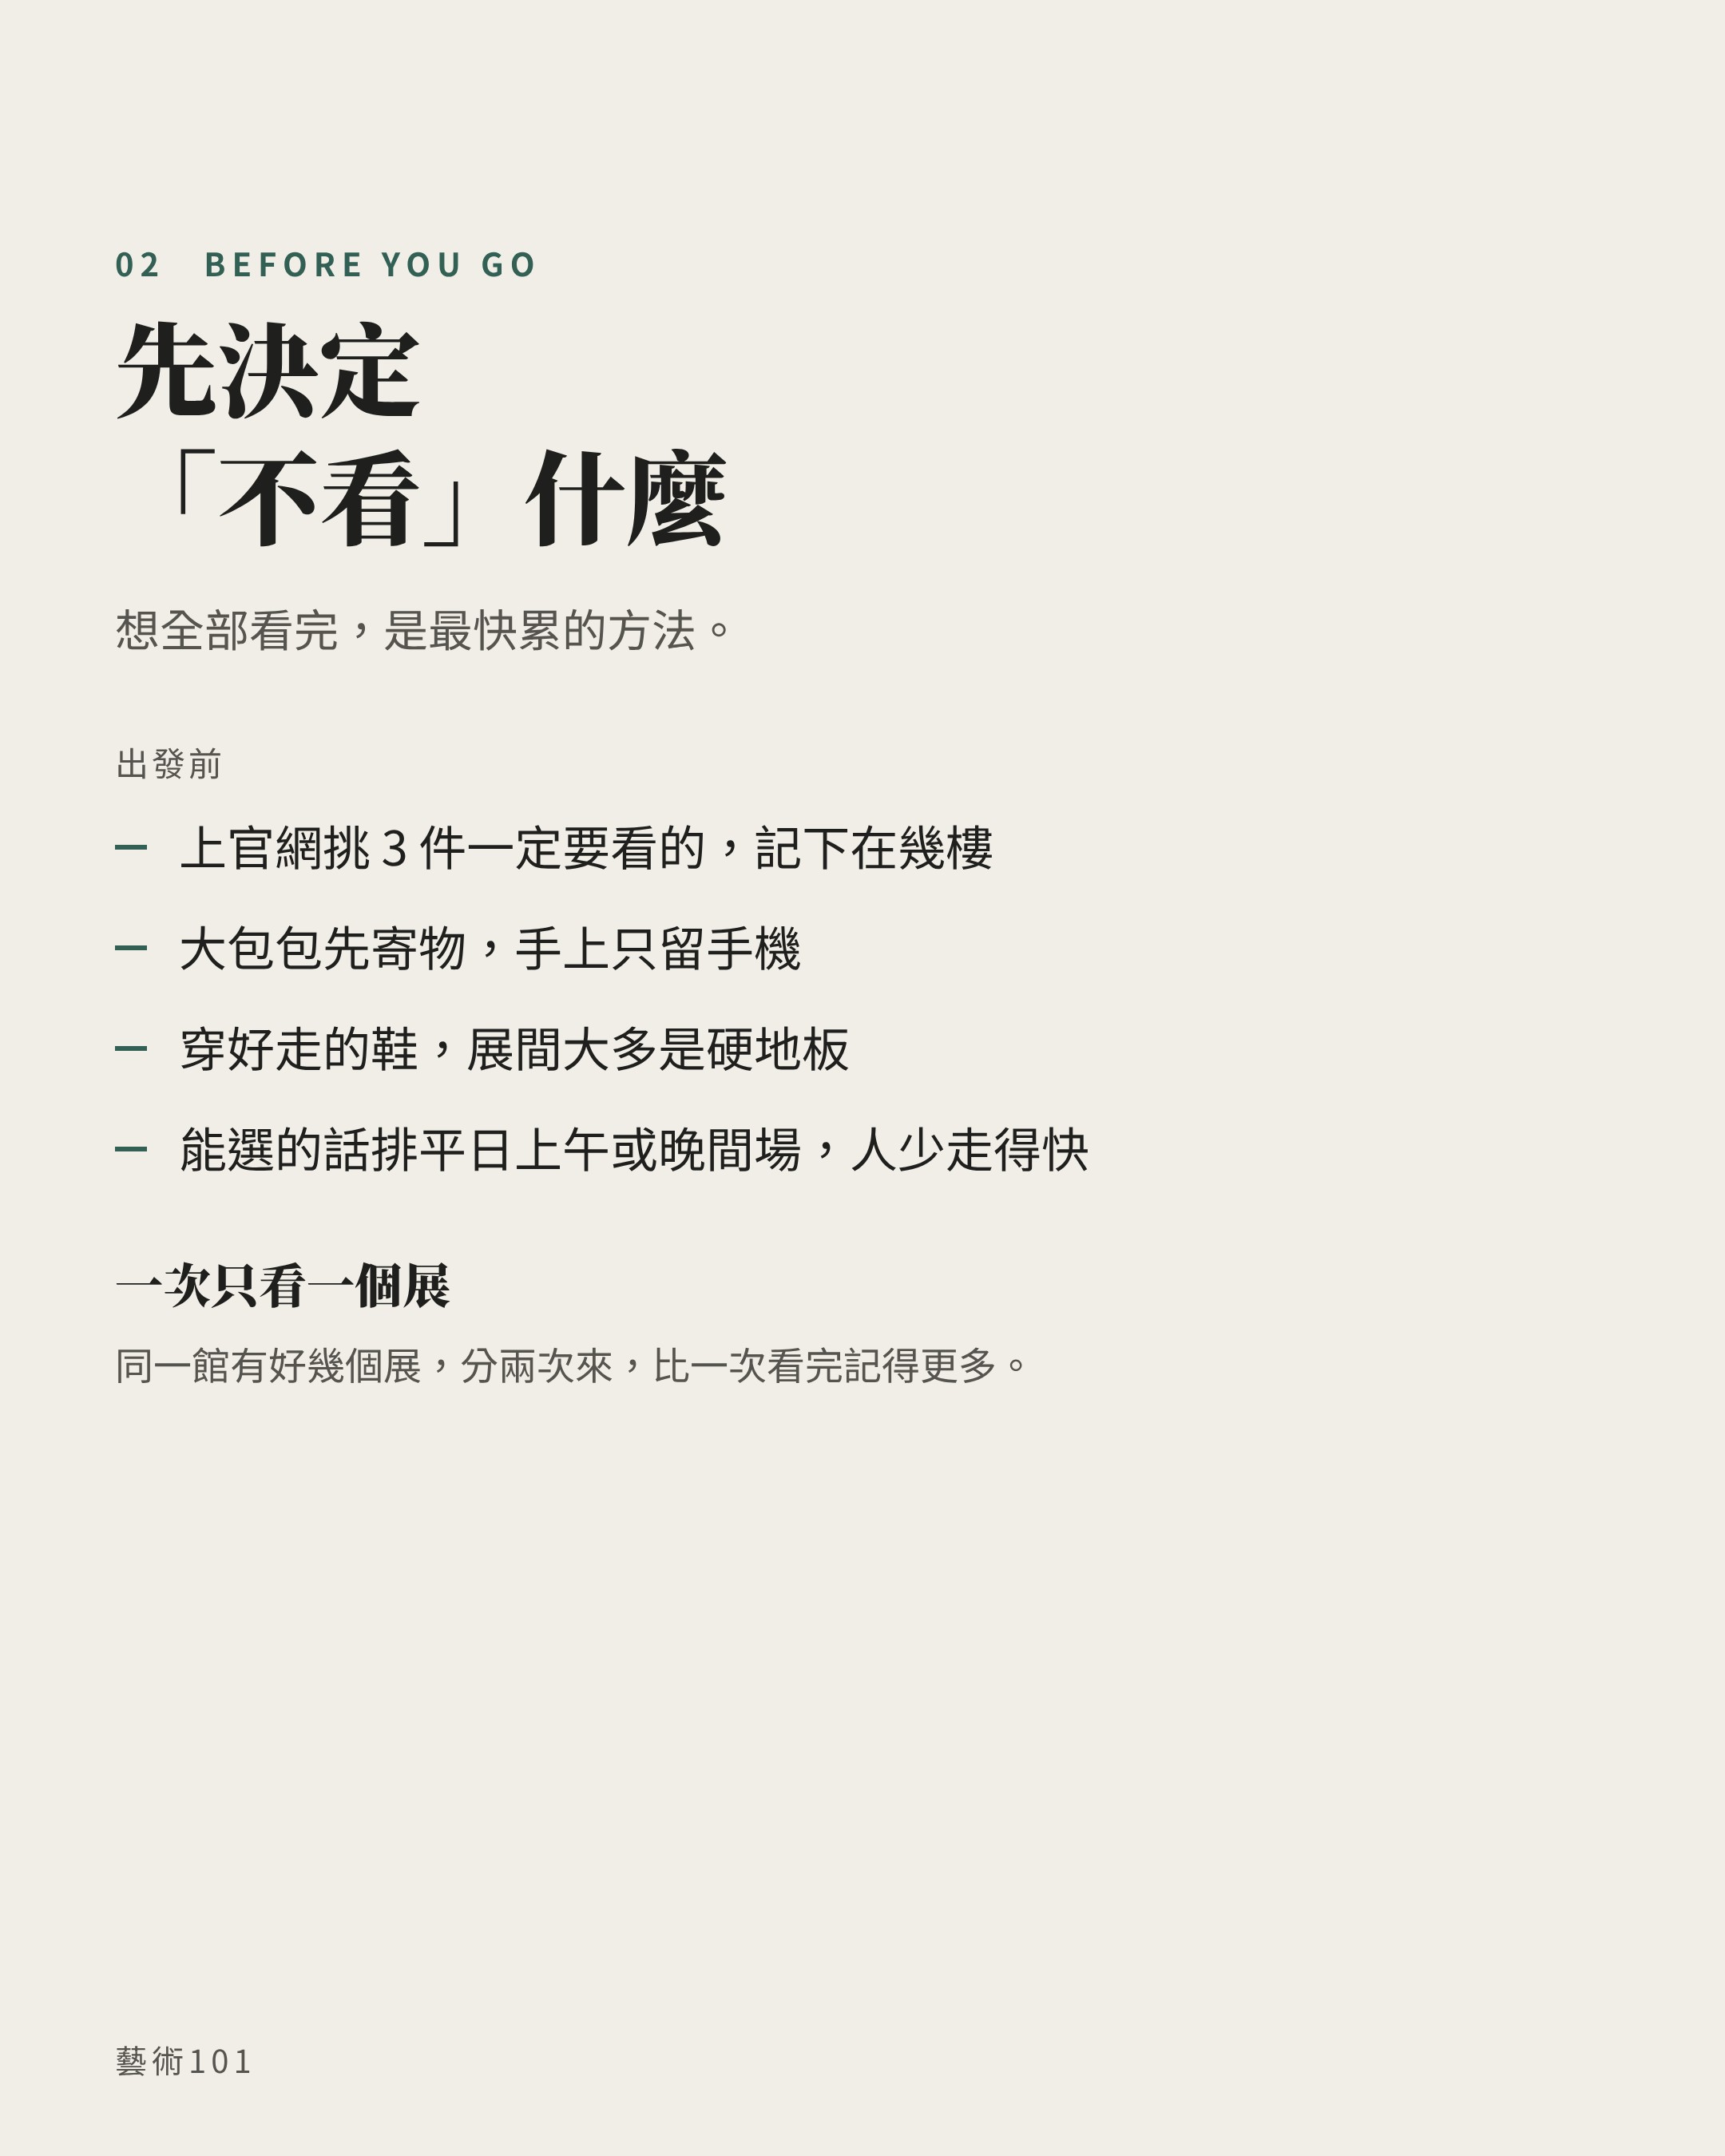 02 BEFORE YOU GO
先決定
「不看」什麼
想全部看完，是最快累的方法。
出發前
上官網挑 3 件一定要看的，記下在幾樓
大包包先寄物，手上只留手機
穿好走的鞋，展間大多是硬地板
能選的話排平日上午或晚間場，人少走得快
一次只看一個展
同一館有好幾個展，分兩次來，比一次看完記得更多。
藝術101